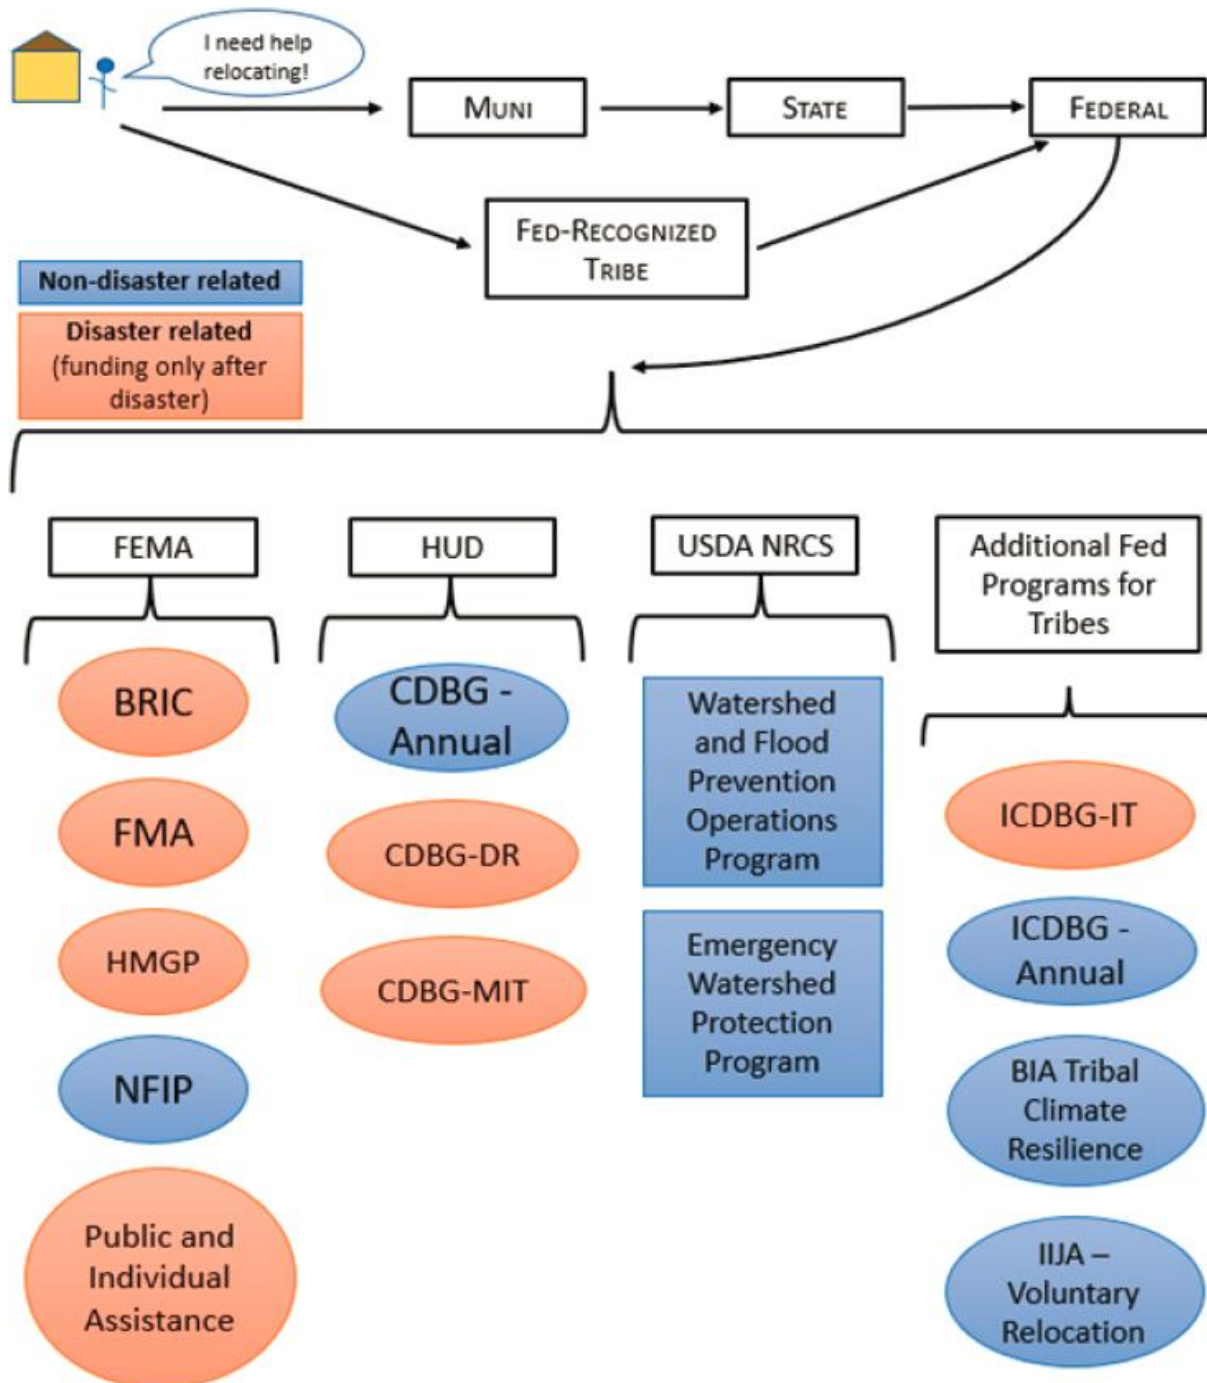 I need help
relocating!
MUNI
STATE
FEDERAL
FED-RECOGNIZED
TRIBE
Non-disaster related
Disaster related
(funding only after
disaster)
FEMA
BRIC
FMA
HMGP
NFIP
Public and
Individual
Assistance
HUD
CDBG -
Annual
CDBG-DR
CDBG-MIT
USDA NRCS
Watershed
and Flood
Prevention
Operations
Program
Emergency
Watershed
Protection
Program
Additional Fed
Programs for
Tribes
ICDBG-IT
ICDBG -
Annual
BIA Tribal
Climate
Resilience
IIJA –
Voluntary
Relocation